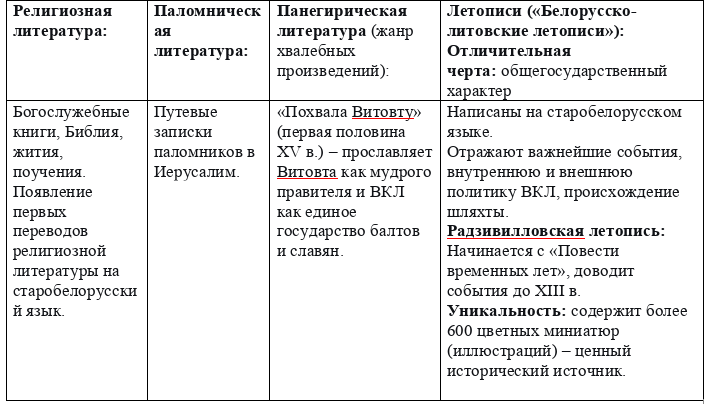 Религиозная
литература:
Паломническ
ая
литература:
Панегирическая
литература (жанр
хвалебных
произведений):
Летописи («Белорусско-
литовские летописи»):
Отличительная
черта: общегосударственный
характер
Богослужебные
книги, Библия,
жития,
поучения.
Появление
первых
переводов
религиозной
литературы на
старобелорусски
й язык.
Путевые
записки
паломников в
Иерусалим.
«Похвала Витовту»
(первая половина
XV в.) – прославляет
Витовта как мудрого
правителя и ВКЛ
как единое
государство балтов
и славян.
Написаны на старобелорусском
языке.
Отражают важнейшие события,
внутреннюю и внешнюю
политику ВКЛ, происхождение
шляхты.
Радзивилловская летопись:
Начинается с «Повести
временных лет», доводит
события до XIII в.
Уникальность: содержит более
600 цветных миниатюр
(иллюстраций) – ценный
исторический источник.